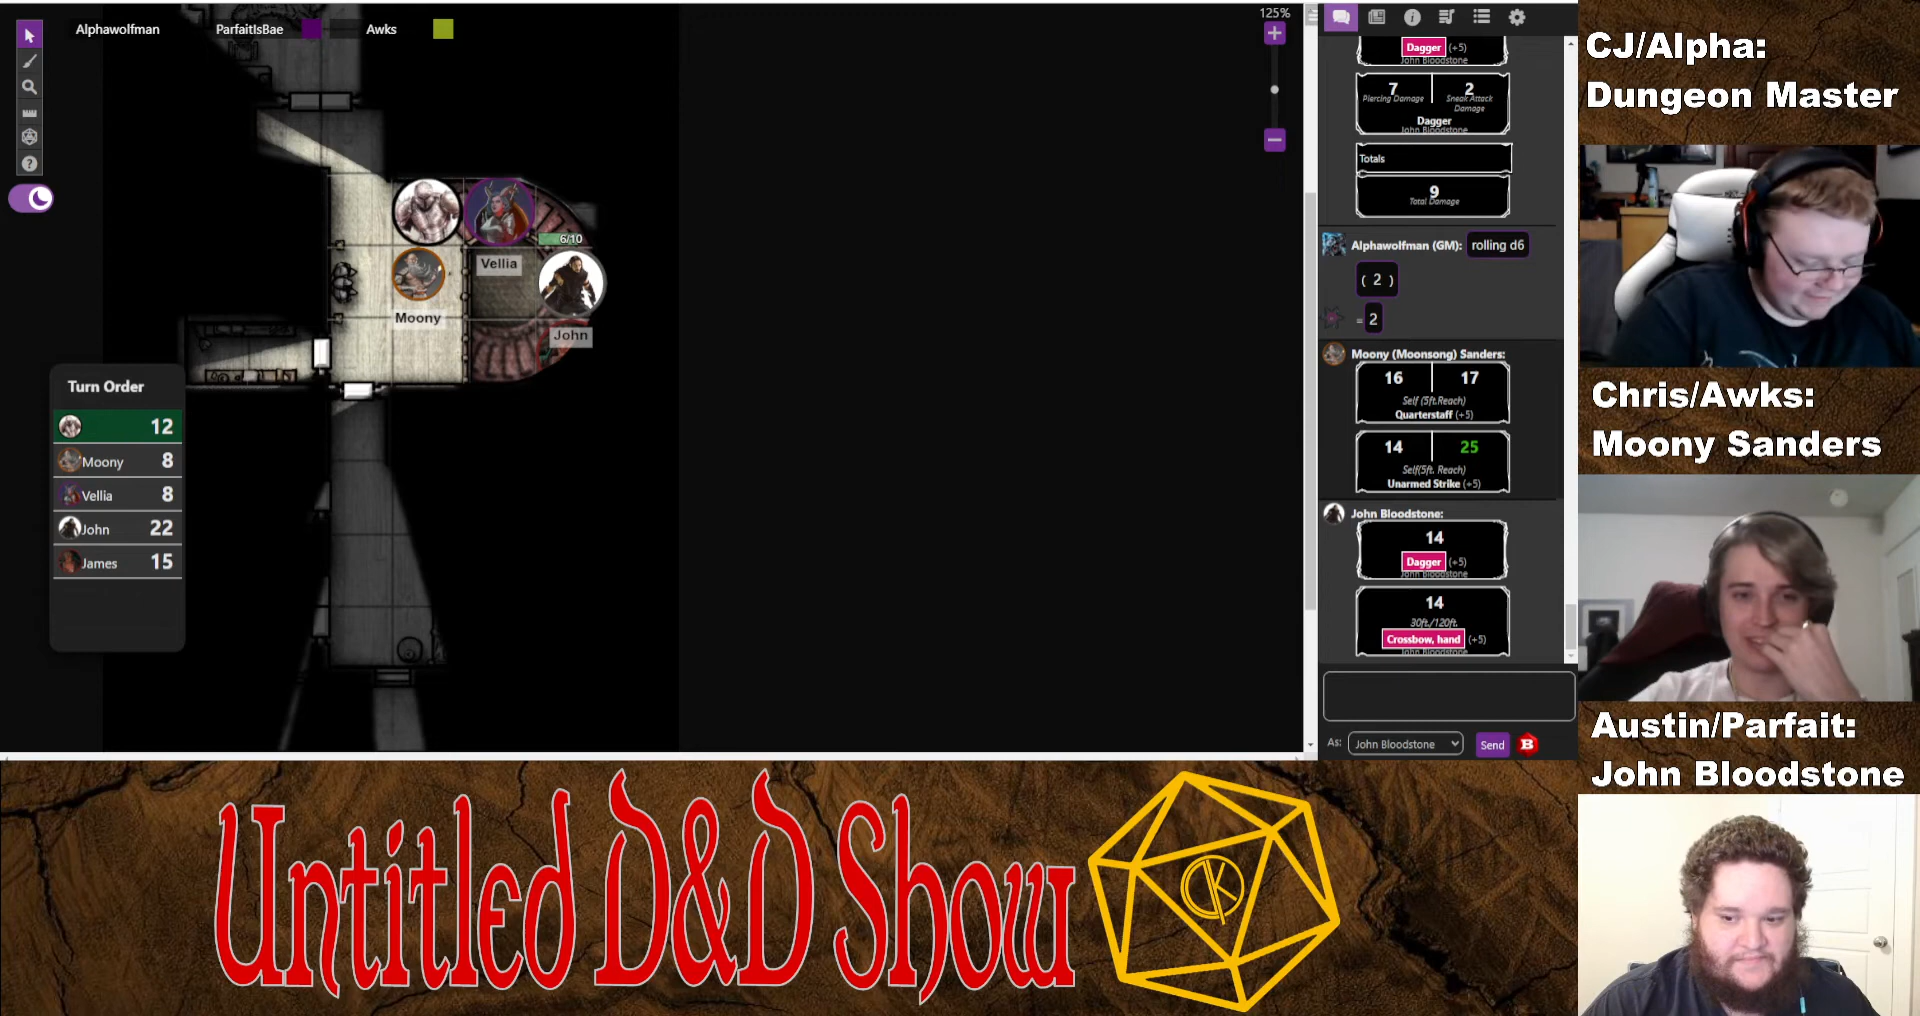 Alphawolfman
ParfaitIsBae
Awks
125%
6/10
Vellia
Moony
John
Turn Order
12
Moony 8
Vellia 8
John 22
James 15
Dagger (+5)
John Bloodstone
7 2
Piercing Damage Sneak Attack Damage
Dagger
John Bloodstone
Totals
9
Total Damage
Alphawolfman (GM): rolling d6
( 2 )
= 2
Moony (Moonsong) Sanders:
16 17
Self (5ft.Reach)
Quarterstaff (+5)
14 25
Self(5ft. Reach)
Unarmed Strike (+5)
John Bloodstone:
14
Dagger (+5)
John Bloodstone
14
30ft./120ft.
Crossbow, hand (+5)
John Bloodstone
As: John Bloodstone Send B
CJ/Alpha:
Dungeon Master
Chris/Awks:
Moony Sanders
Austin/Parfait:
John Bloodstone
Untitled D&D Show